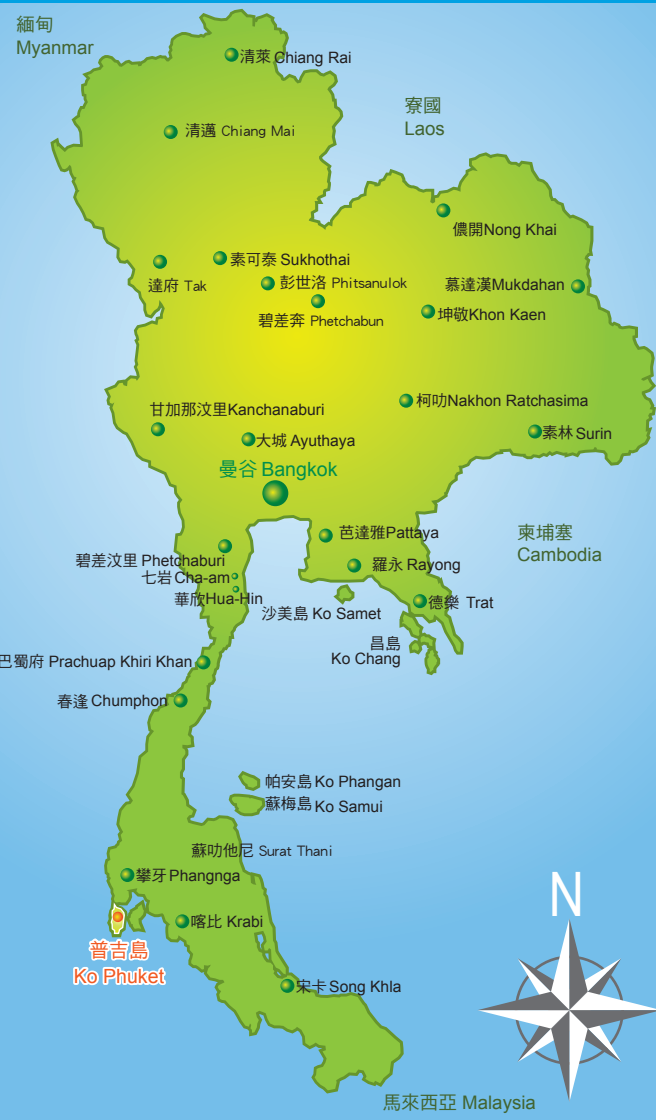 緬甸
Myanmar
清萊 Chiang Rai
寮國
Laos
清邁 Chiang Mai
儂開Nong Khai
素可泰 Sukhothai
達府 Tak
彭世洛 Phitsanulok
慕達漢Mukdahan
碧差奔 Phetchabun
坤敬Khon Kaen
甘加那汶里Kanchanaburi
柯叻Nakhon Ratchasima
大城 Ayuthaya
素林 Surin
曼谷 Bangkok
芭達雅Pattaya
柬埔塞
Cambodia
碧差汶里 Phetchaburi
七岩 Cha-am
羅永 Rayong
華欣Hua-Hin
沙美島 Ko Samet
德樂 Trat
昌島
Ko Chang
巴蜀府 Prachuap Khiri Khan
春逢 Chumphon
帕安島 Ko Phangan
蘇梅島 Ko Samui
蘇叻他尼 Surat Thani
攀牙 Phangnga
喀比 Krabi
普吉島
Ko Phuket
宋卡 Song Khla
N
馬來西亞 Malaysia